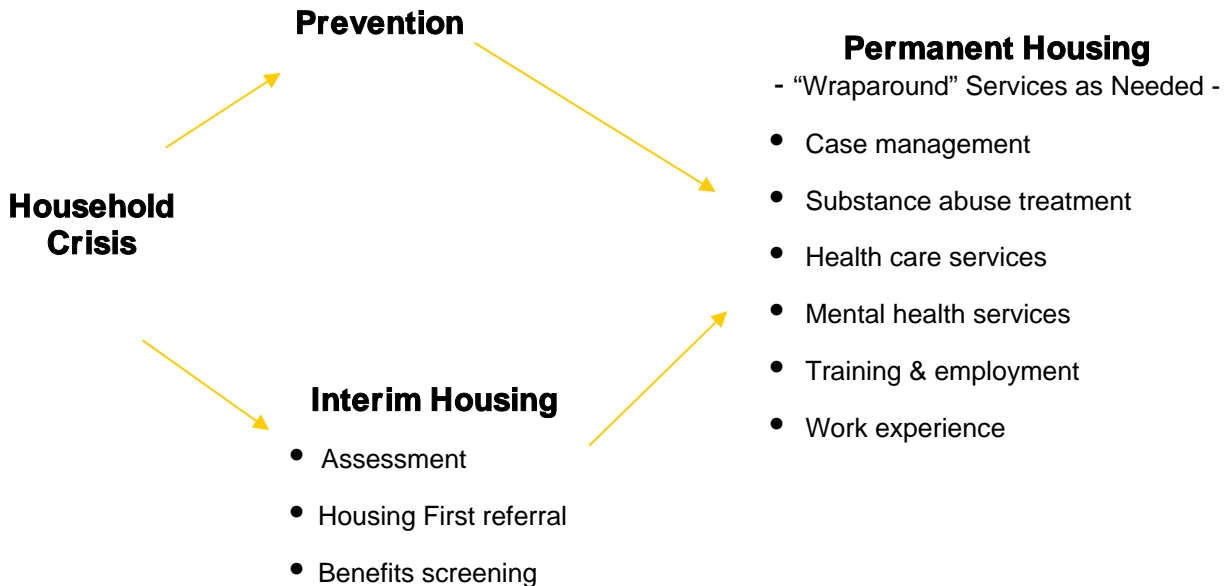 Prevention
Permanent Housing
- “Wraparound” Services as Needed -
• Case management
• Substance abuse treatment
• Health care services
• Mental health services
• Training & employment
• Work experience
Household
Crisis
Interim Housing
• Assessment
• Housing First referral
• Benefits screening